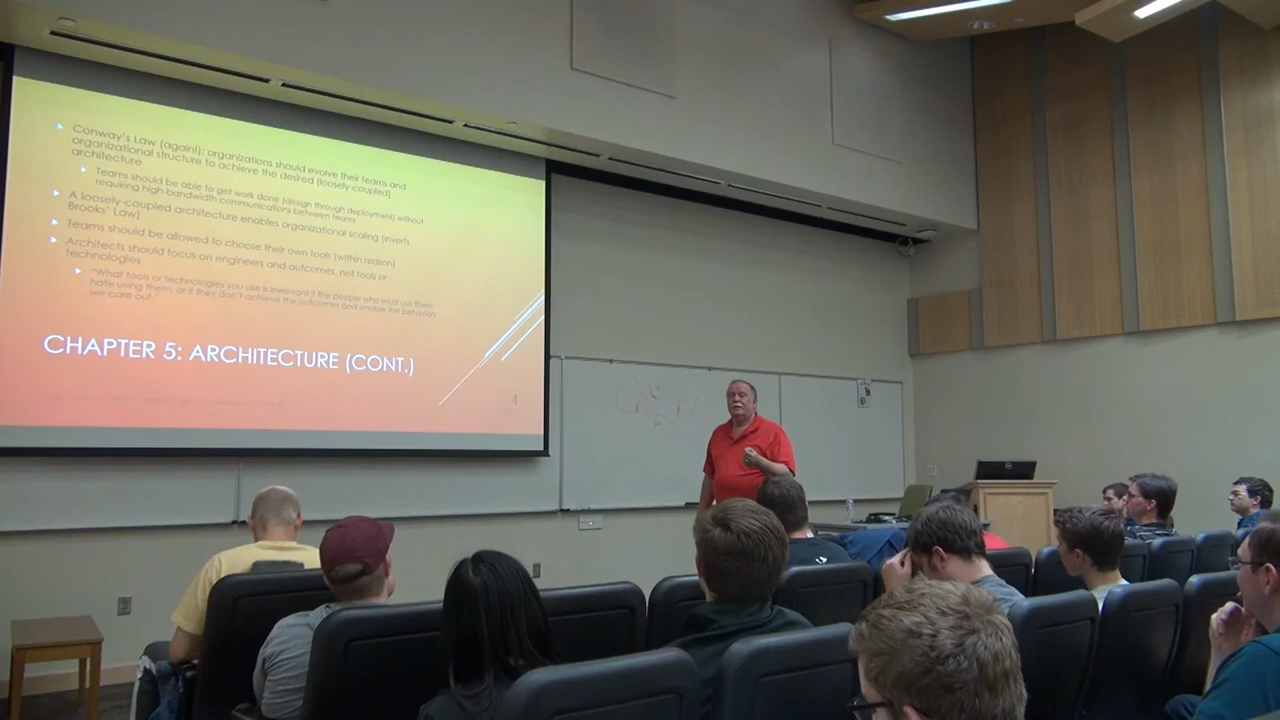 Conway's Law (again!): organizations should evolve their teams and
organizational structure to achieve the desired (loosely-coupled)
architecture
Teams should be able to get work done (design through deployment) without
requiring high-bandwidth communications between teams
A loosely-coupled architecture enables organizational scaling (inverts
Brooks' Law)
Teams should be allowed to choose their own tools (within reason)
Architects should focus on engineers and outcomes, not tools or
technologies
"What tools or technologies you use is irrelevant if the people who must use them
hate using them, or if they don't achieve the outcomes and enable the behaviors
we care out."
CHAPTER 5: ARCHITECTURE (CONT.)
4